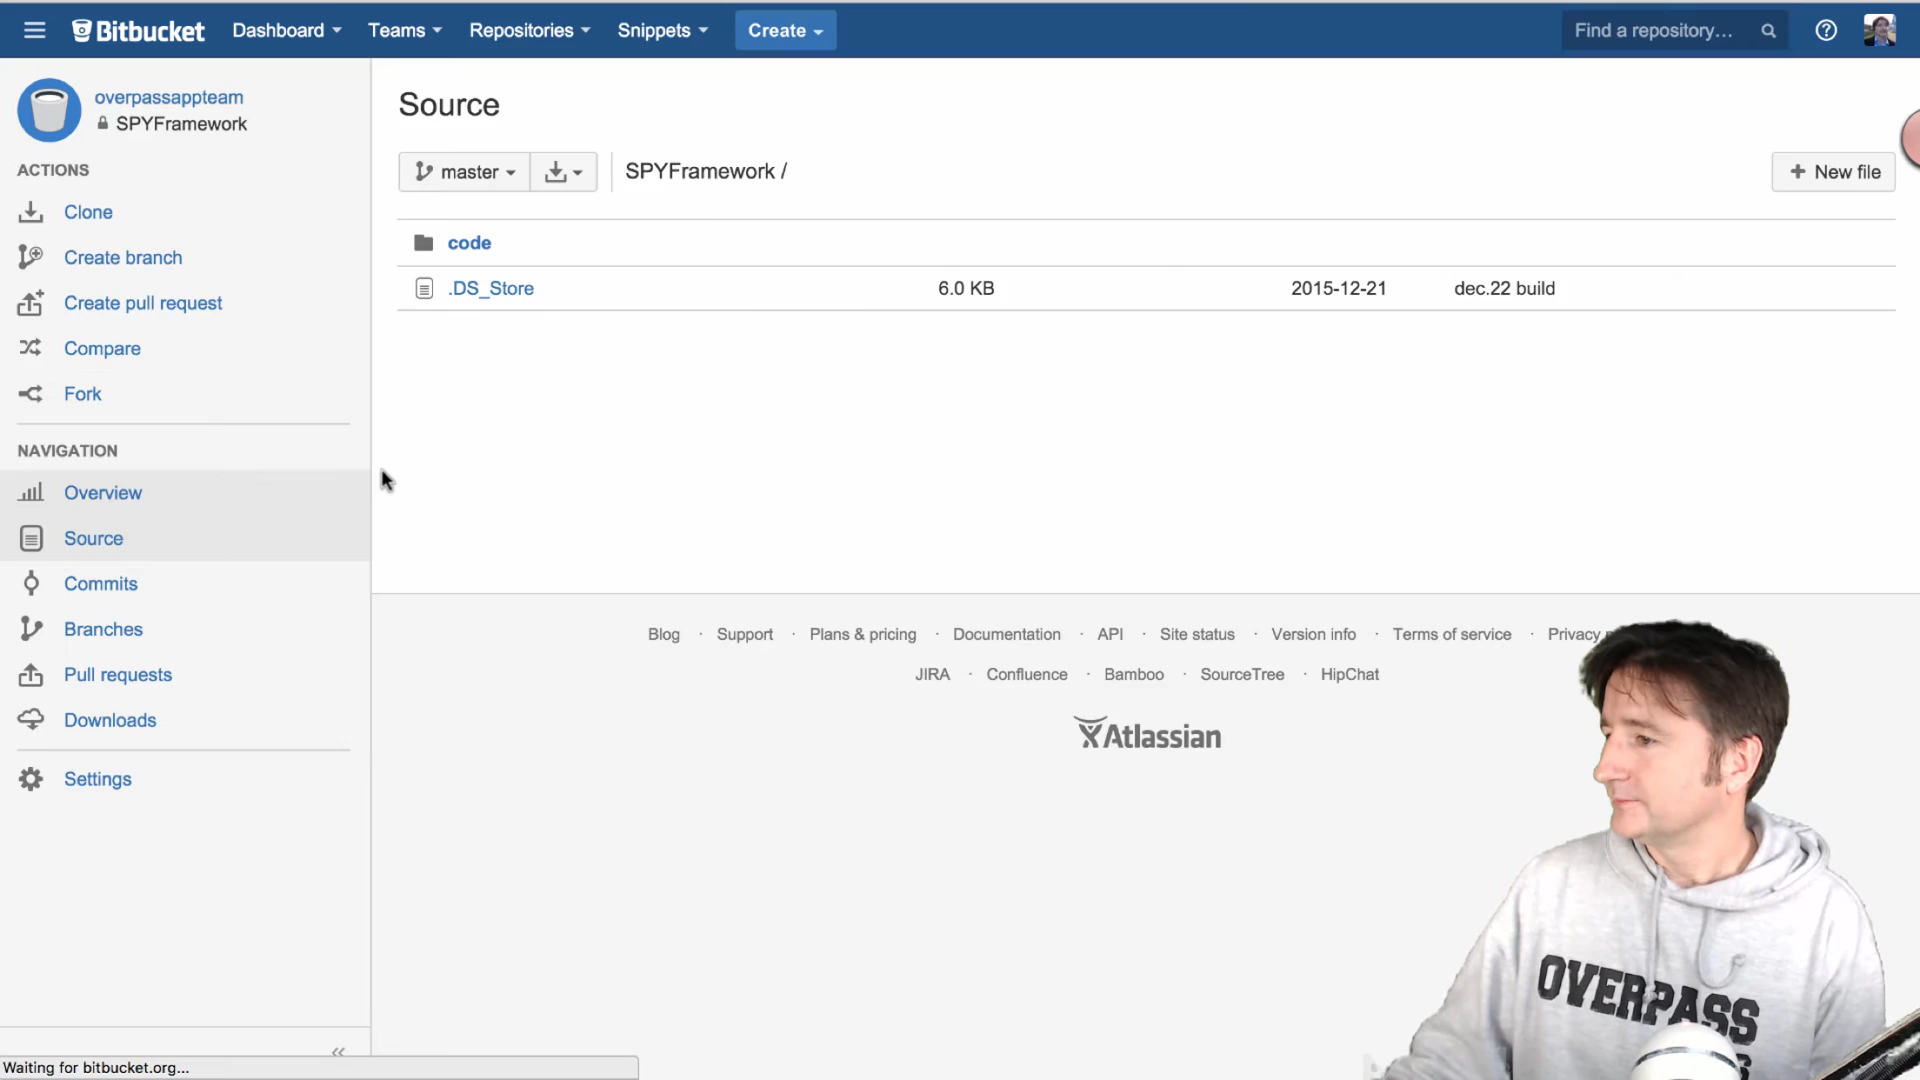 Bitbucket Dashboard Teams Repositories Snippets Create Find a repository...
overpassappteam
SPYFramework
ACTIONS
Clone
Create branch
Create pull request
Compare
Fork
NAVIGATION
Overview
Source
Commits
Branches
Pull requests
Downloads
Settings
Source
master SPYFramework / New file
code
.DS_Store 6.0 KB 2015-12-21 dec.22 build
Blog · Support · Plans & pricing · Documentation · API · Site status · Version info · Terms of service · Privacy
JIRA · Confluence · Bamboo · SourceTree · HipChat
Atlassian
OVERPASS
Waiting for bitbucket.org...